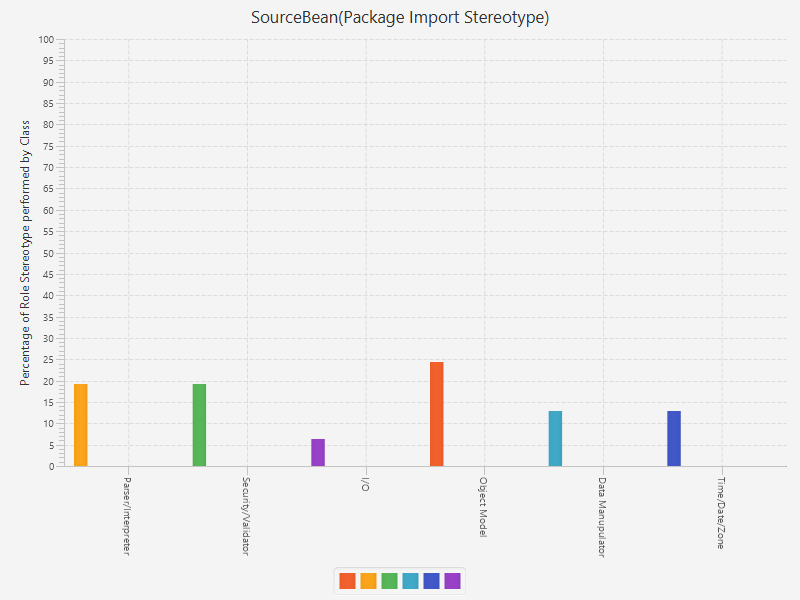 SourceBean(Package Import Stereotype)
Percentage of Role Stereotype performed by Class
100
95
90
85
80
75
70
65
60
55
50
45
40
35
30
25
20
15
10
5
0
Parser/Interpreter
Security/Validator
I/O
Object Model
Data Manupulator
Time/Date/Zone